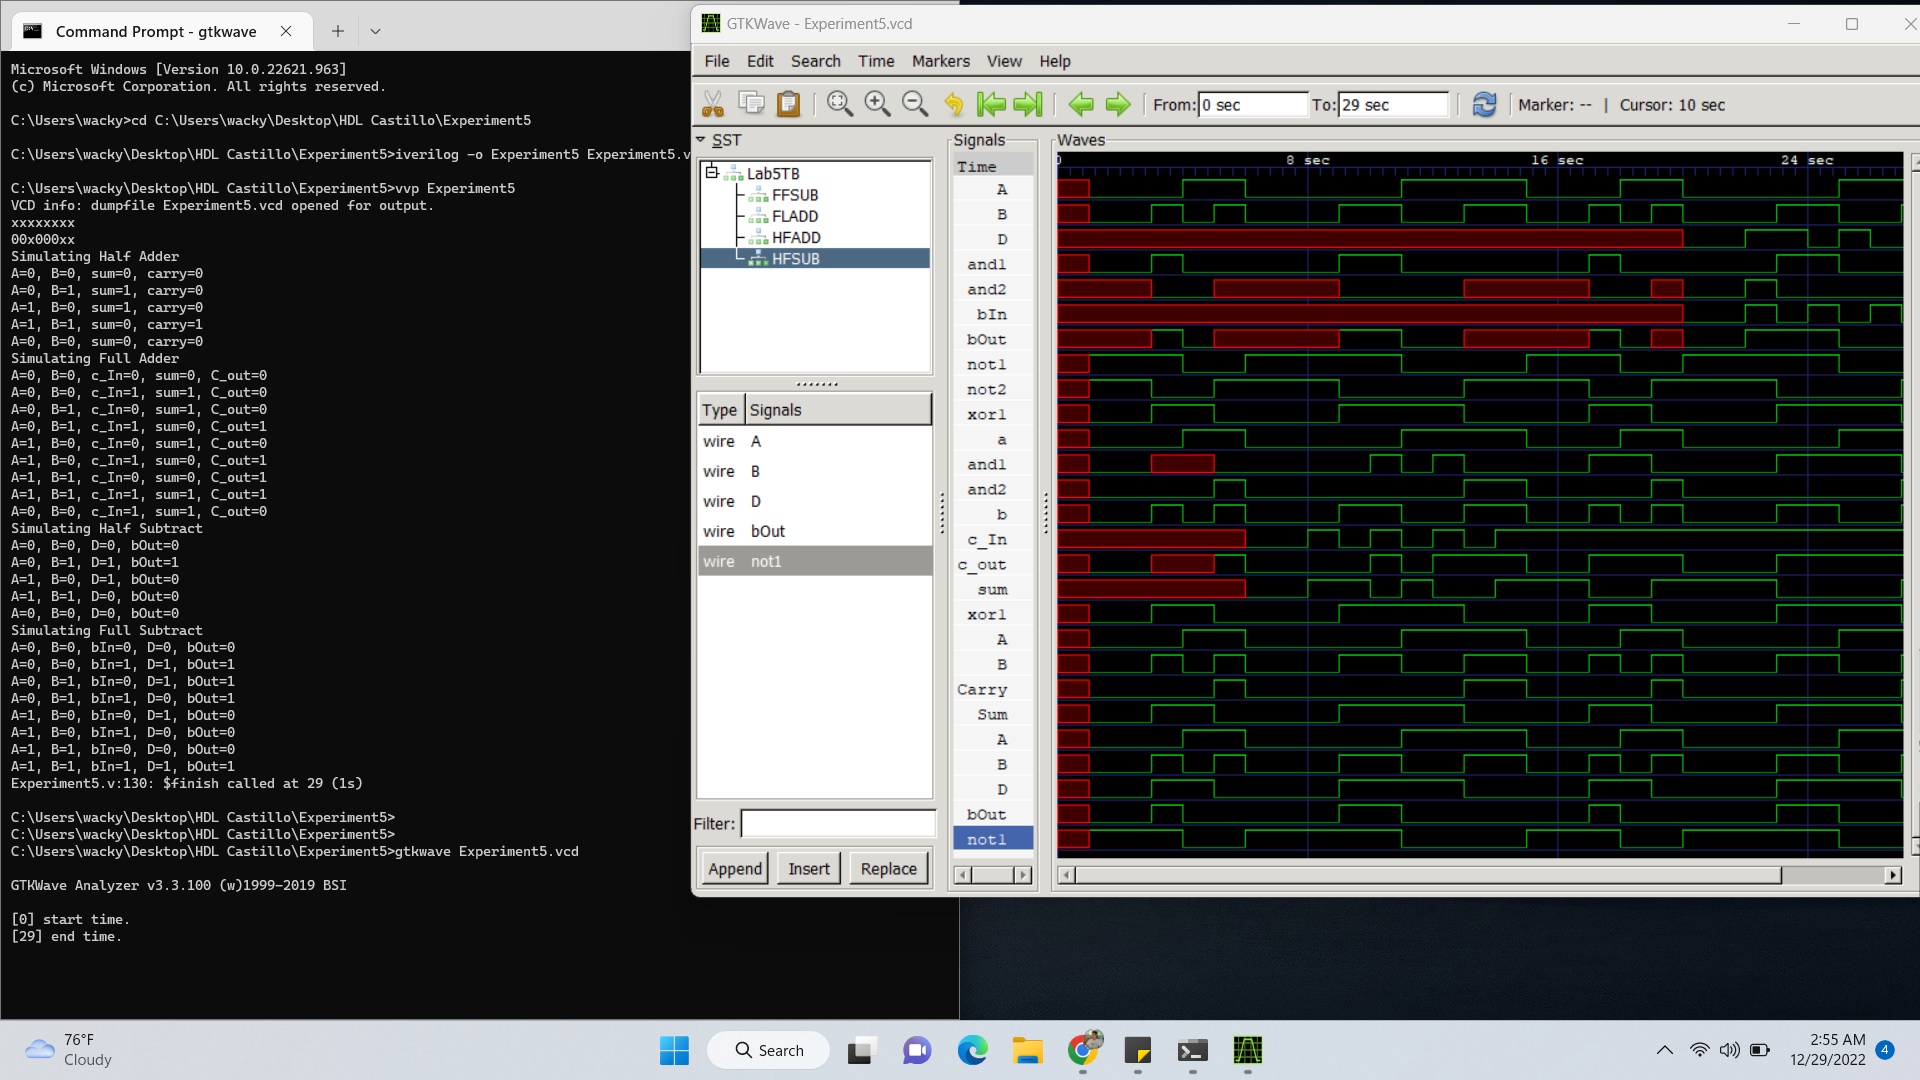 Command Prompt - gtkwave
Microsoft Windows [Version 10.0.22621.963]
(c) Microsoft Corporation. All rights reserved.
C:\Users\wacky>cd C:\Users\wacky\Desktop\HDL Castillo\Experiment5
C:\Users\wacky\Desktop\HDL Castillo\Experiment5>iverilog -o Experiment5 Experiment5.v
C:\Users\wacky\Desktop\HDL Castillo\Experiment5>vvp Experiment5
VCD info: dumpfile Experiment5.vcd opened for output.
xxxxxxxx
00x000xx
Simulating Half Adder
A=0, B=0, sum=0, carry=0
A=0, B=1, sum=1, carry=0
A=1, B=0, sum=1, carry=0
A=1, B=1, sum=0, carry=1
A=0, B=0, sum=0, carry=0
Simulating Full Adder
A=0, B=0, c_In=0, sum=0, C_out=0
A=0, B=0, c_In=1, sum=1, C_out=0
A=0, B=1, c_In=0, sum=1, C_out=0
A=0, B=1, c_In=1, sum=0, C_out=1
A=1, B=0, c_In=0, sum=1, C_out=0
A=1, B=0, c_In=1, sum=0, C_out=1
A=1, B=1, c_In=0, sum=0, C_out=1
A=1, B=1, c_In=1, sum=1, C_out=1
A=0, B=0, c_In=1, sum=1, C_out=0
Simulating Half Subtract
A=0, B=0, D=0, bOut=0
A=0, B=1, D=1, bOut=1
A=1, B=0, D=1, bOut=0
A=1, B=1, D=0, bOut=0
A=0, B=0, D=0, bOut=0
Simulating Full Subtract
A=0, B=0, bIn=0, D=0, bOut=0
A=0, B=0, bIn=1, D=1, bOut=1
A=0, B=1, bIn=0, D=1, bOut=1
A=0, B=1, bIn=1, D=0, bOut=1
A=1, B=0, bIn=0, D=1, bOut=0
A=1, B=0, bIn=1, D=0, bOut=0
A=1, B=1, bIn=0, D=0, bOut=0
A=1, B=1, bIn=1, D=1, bOut=1
Experiment5.v:130: $finish called at 29 (1s)
C:\Users\wacky\Desktop\HDL Castillo\Experiment5>
C:\Users\wacky\Desktop\HDL Castillo\Experiment5>
C:\Users\wacky\Desktop\HDL Castillo\Experiment5>gtkwave Experiment5.vcd
GTKWave Analyzer v3.3.100 (w)1999-2019 BSI
[0] start time.
[29] end time.
GTKWave - Experiment5.vcd
File Edit Search Time Markers View Help
From: 0 sec To: 29 sec Marker: -- | Cursor: 10 sec
SST
Lab5TB
FFSUB
FLADD
HFADD
HFSUB
Type Signals
wire A
wire B
wire D
wire bOut
wire not1
Filter:
Append Insert Replace
Signals
Time
A
B
D
and1
and2
bIn
bOut
not1
not2
xor1
a
and1
and2
b
c_In
c_out
sum
xor1
A
B
Carry
Sum
A
B
D
bOut
not1
Waves
0 8 sec 16 sec 24 sec
76°F
Cloudy
Search
2:55 AM
12/29/2022
4